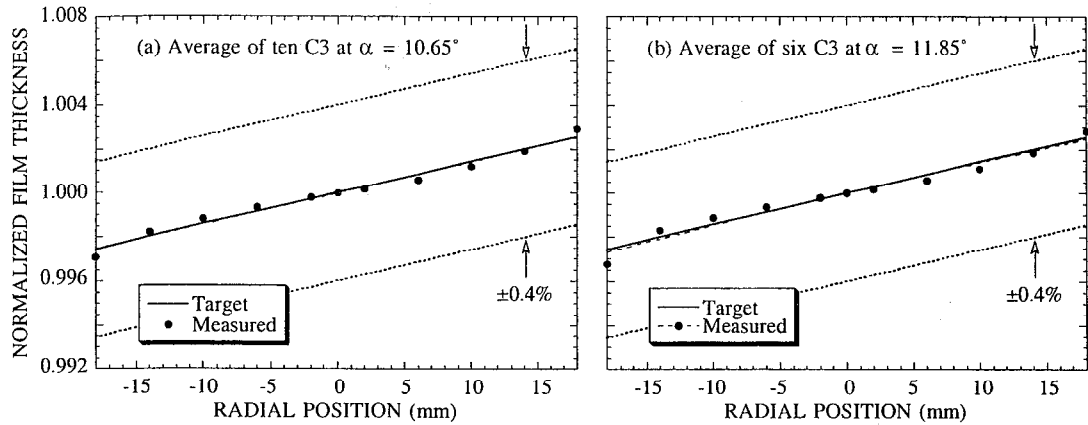 NORMALIZED FILM THICKNESS
1.008
1.004
1.000
0.996
0.992
(a) Average of ten C3 at α = 10.65°
±0.4%
Target
Measured
-15 -10 -5 0 5 10 15
RADIAL POSITION (mm)
(b) Average of six C3 at α = 11.85°
±0.4%
Target
Measured
-15 -10 -5 0 5 10 15
RADIAL POSITION (mm)